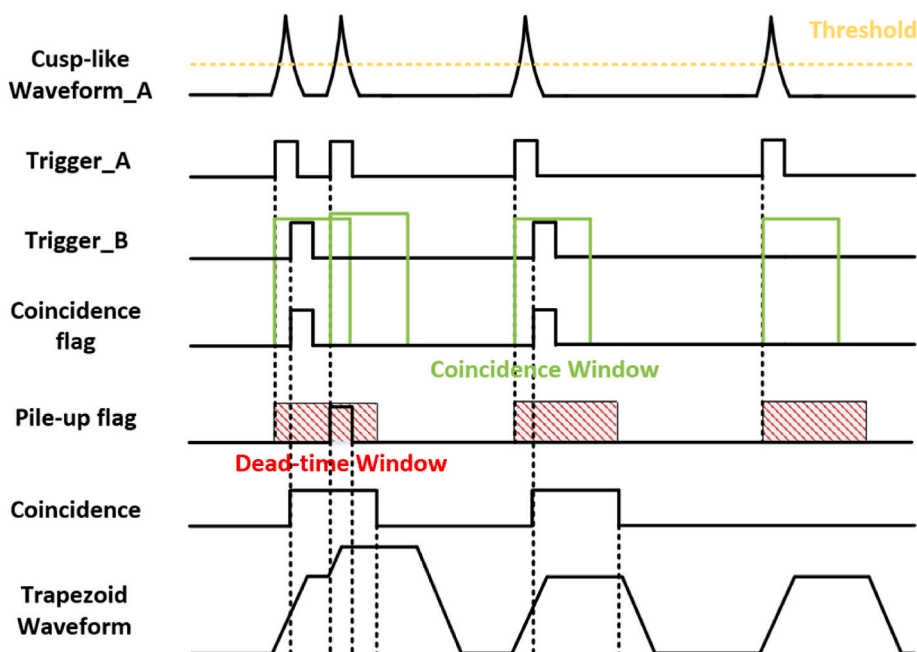 Threshold
Cusp-like
Waveform_A
Trigger_A
Trigger_B
Coincidence
flag
Coincidence Window
Pile-up flag
Dead-time Window
Coincidence
Trapezoid
Waveform